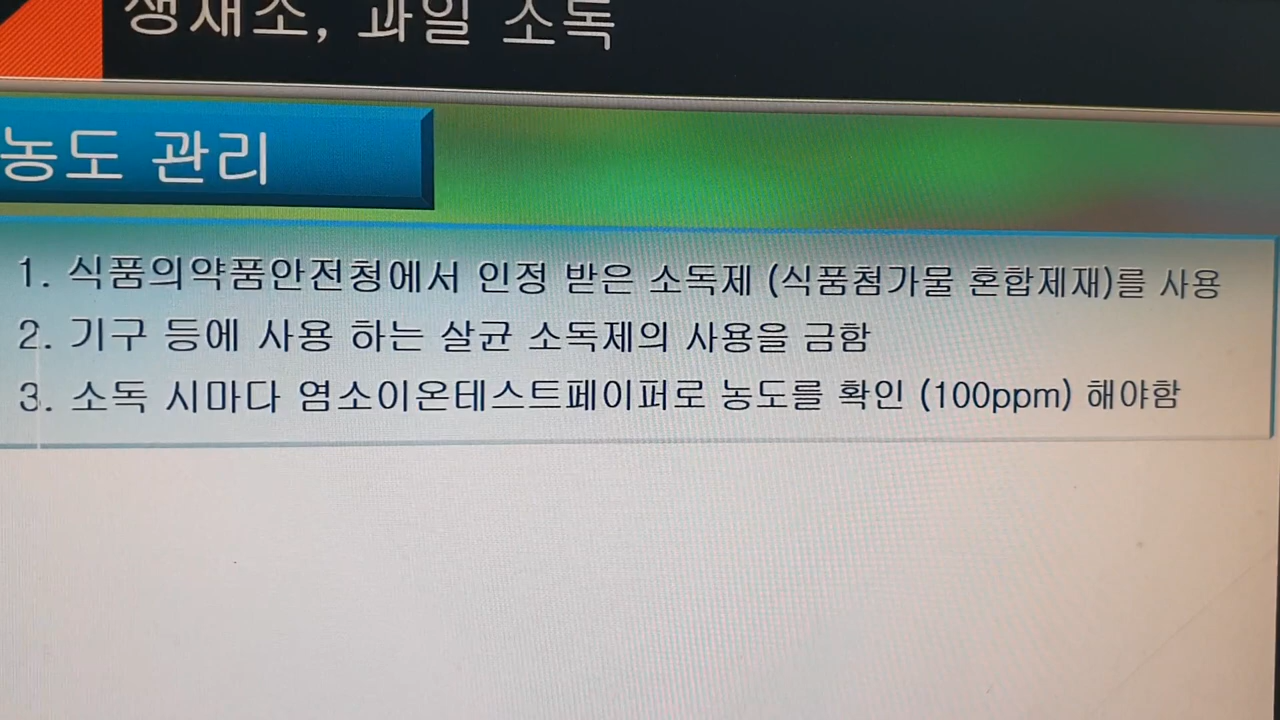 생채소, 과일 소독
농도 관리
1. 식품의약품안전청에서 인정 받은 소독제 (식품첨가물 혼합제재)를 사용
2. 기구 등에 사용 하는 살균 소독제의 사용을 금함
3. 소독 시마다 염소이온테스트페이퍼로 농도를 확인 (100ppm) 해야함